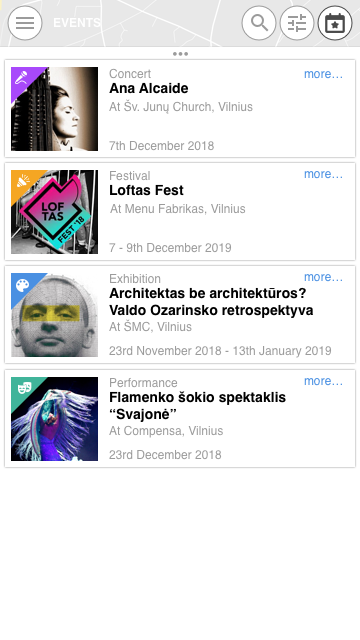 EVENTS
Concert
more...
Ana Alcaide
At Šv. Junų Church, Vilnius
7th December 2018
Festival
more...
LOF
TAS
FEST '18
Loftas Fest
At Menu Fabrikas, Vilnius
7 - 9th December 2019
Exhibition
more...
Architektas be architektūros?
Valdo Ozarinsko retrospektyva
At ŠMC, Vilnius
23rd November 2018 - 13th January 2019
Performance
more...
Flamenko šokio spektaklis
“Svajonė”
At Compensa, Vilnius
23rd December 2018